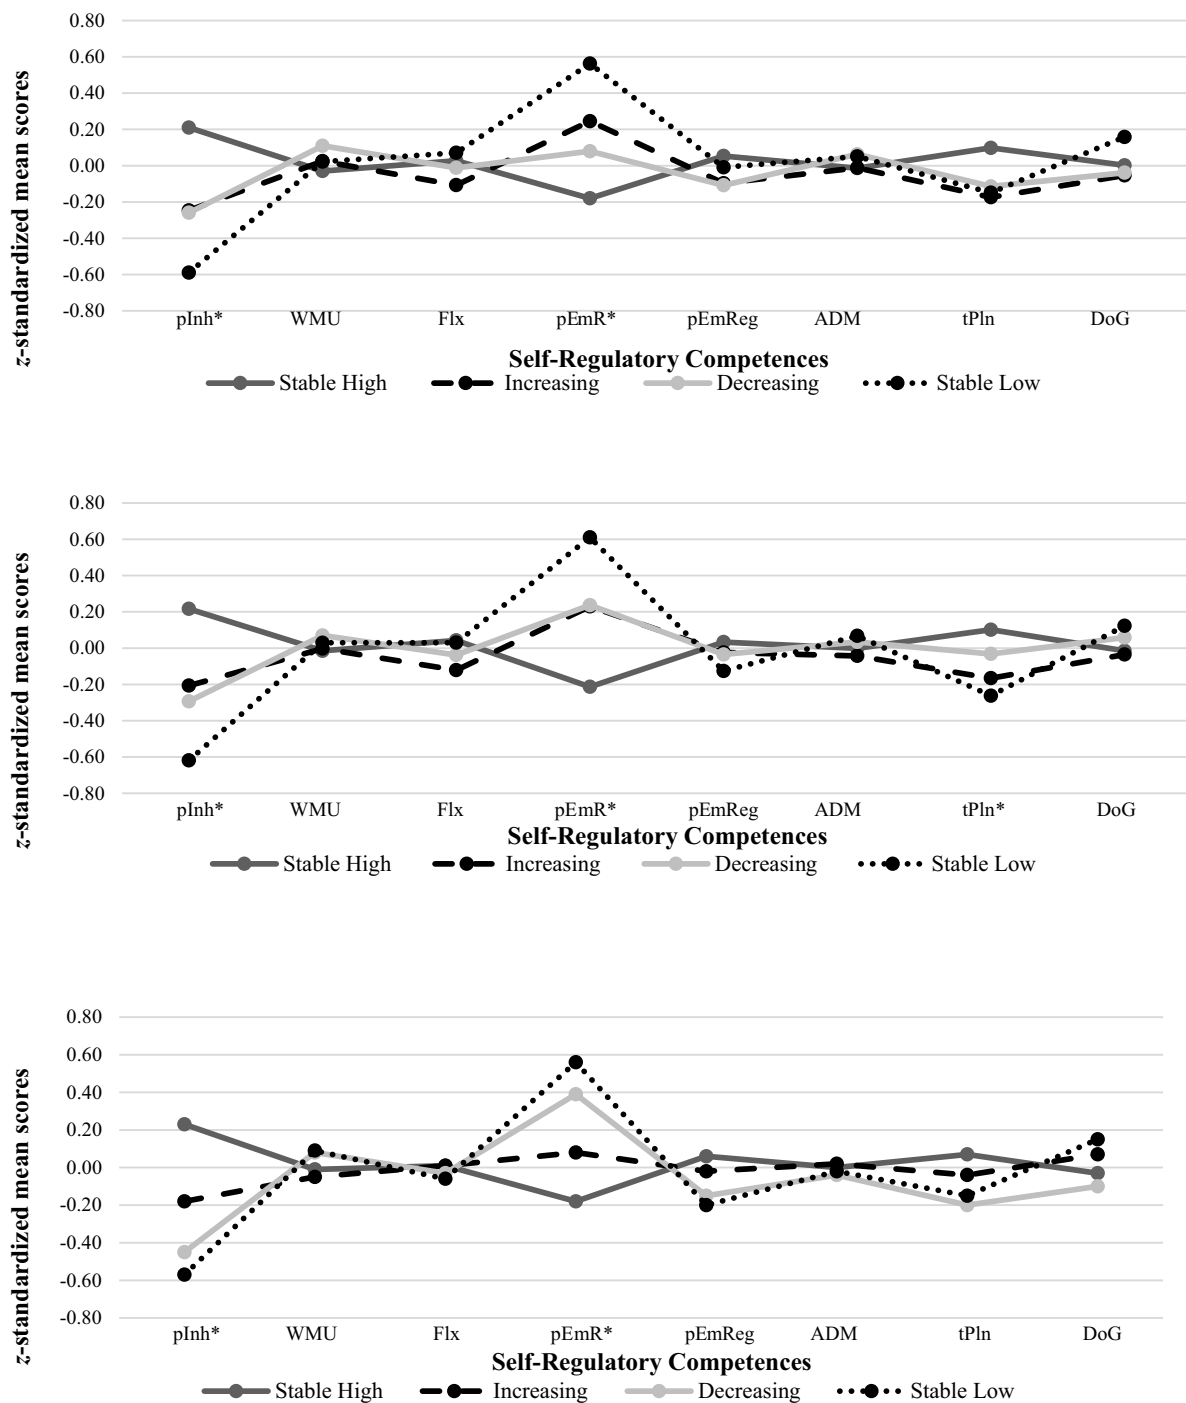 z-standardized mean scores
0.80
0.60
0.40
0.20
0.00
-0.20
-0.40
-0.60
-0.80
pInh* WMU Flx pEmR* pEmReg ADM tPln DoG
Self-Regulatory Competences
Stable High Increasing Decreasing Stable Low
z-standardized mean scores
0.80
0.60
0.40
0.20
0.00
-0.20
-0.40
-0.60
-0.80
pInh* WMU Flx pEmR* pEmReg ADM tPln* DoG
Self-Regulatory Competences
Stable High Increasing Decreasing Stable Low
z-standardized mean scores
0.80
0.60
0.40
0.20
0.00
-0.20
-0.40
-0.60
-0.80
pInh* WMU Flx pEmR* pEmReg ADM tPln DoG
Self-Regulatory Competences
Stable High Increasing Decreasing Stable Low